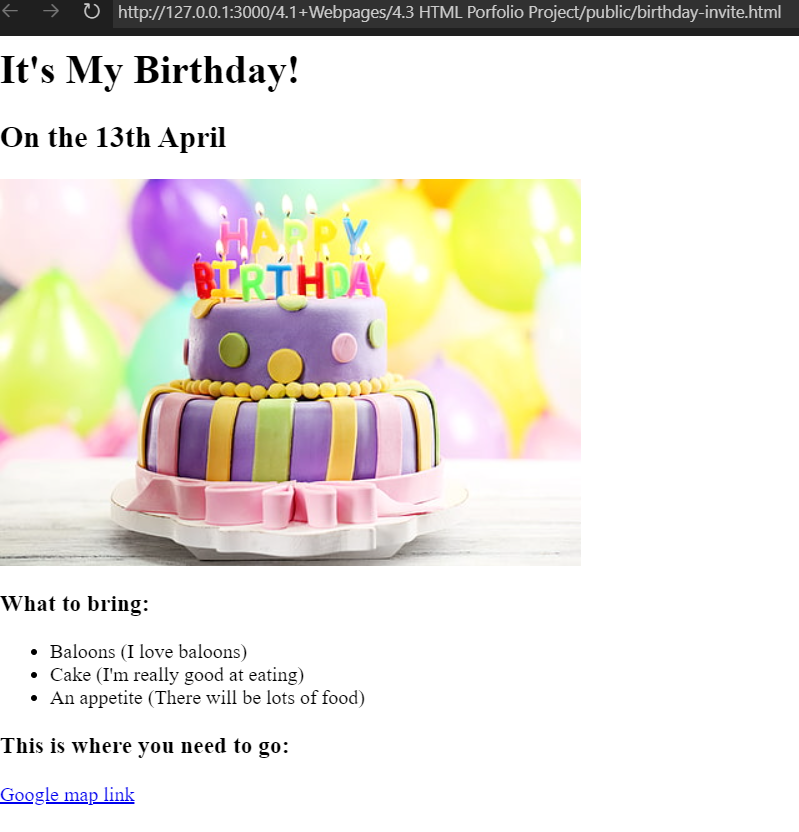 http://127.0.0.1:3000/4.1+Webpages/4.3 HTML Porfolio Project/public/birthday-invite.html
It's My Birthday!
On the 13th April
HAPPY
BIRTHDAY
What to bring:
Baloons (I love baloons)
Cake (I'm really good at eating)
An appetite (There will be lots of food)
This is where you need to go:
Google map link